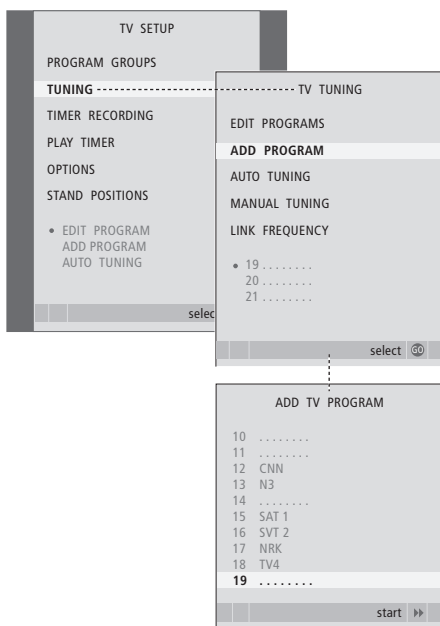 TV SETUP
PROGRAM GROUPS
TUNING
TIMER RECORDING
PLAY TIMER
OPTIONS
STAND POSITIONS
• EDIT PROGRAM
ADD PROGRAM
AUTO TUNING
selec
TV TUNING
EDIT PROGRAMS
ADD PROGRAM
AUTO TUNING
MANUAL TUNING
LINK FREQUENCY
• 19 . . . . . . . .
20 . . . . . . . .
21 . . . . . . . .
select GO
ADD TV PROGRAM
10 . . . . . . . .
11 . . . . . . . .
12 CNN
13 N3
14 . . . . . . . .
15 SAT 1
16 SVT 2
17 NRK
18 TV4
19 . . . . . . . .
start